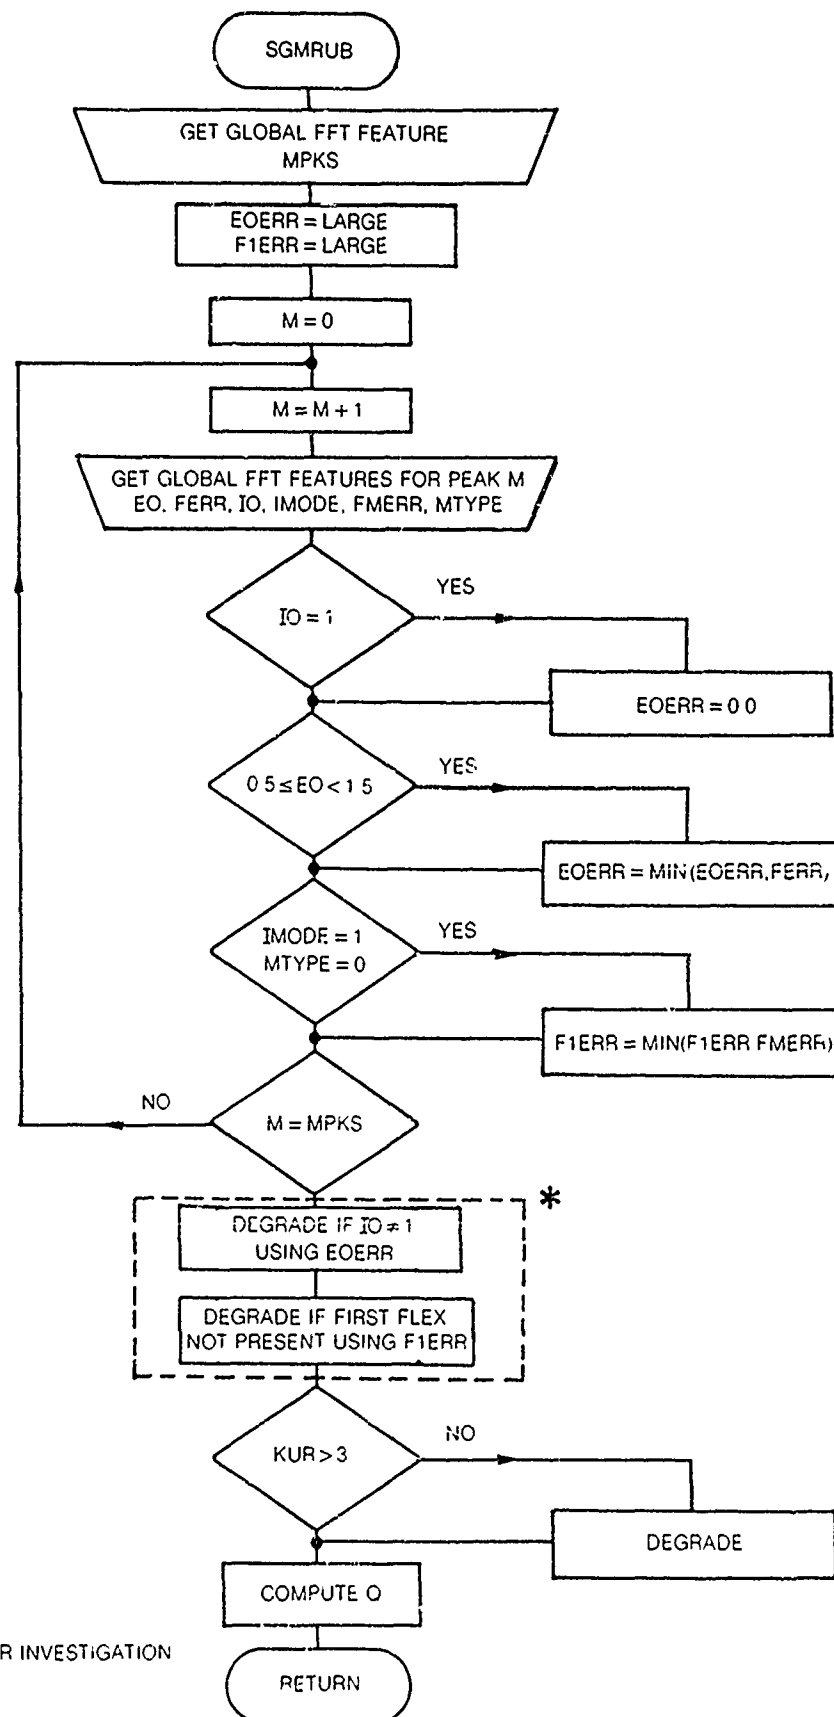 SGMRUB
GET GLOBAL FFT FEATURE
MPKS
EOERR = LARGE
F1ERR = LARGE
M = 0
M = M + 1
GET GLOBAL FFT FEATURES FOR PEAK M
EO, FERR, IO, IMODE, FMERR, MTYPE
IO = 1
YES
EOERR = 0 0
0 5 ≤ EO < 1 5
YES
EOERR = MIN(EOERR,FERR,
IMODE = 1
MTYPE = 0
YES
F1ERR = MIN(F1ERR FMERR)
NO
M = MPKS
*
DEGRADE IF IO ≠ 1
USING EOERR
DEGRADE IF FIRST FLEX
NOT PRESENT USING F1ERR
KUR > 3
NO
DEGRADE
COMPUTE Q
R INVESTIGATION
RETURN